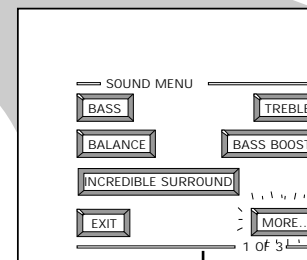 SOUND MENU
BASS TREBLE
BALANCE BASS BOOST
INCREDIBLE SURROUND
EXIT MORE...
1 OF 3